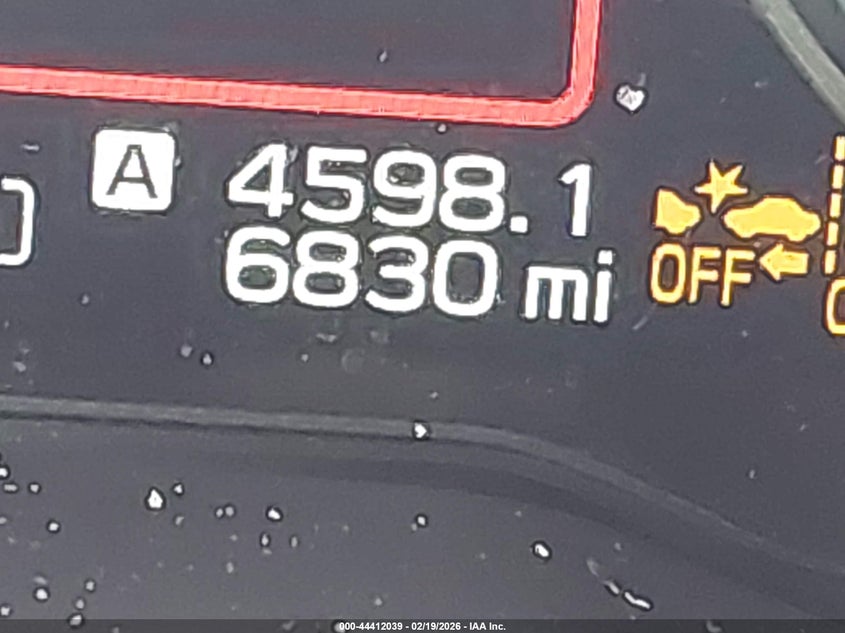 A 4598.1
6830 mi
OFF
000-44412039 - 02/19/2026 - IAA Inc.